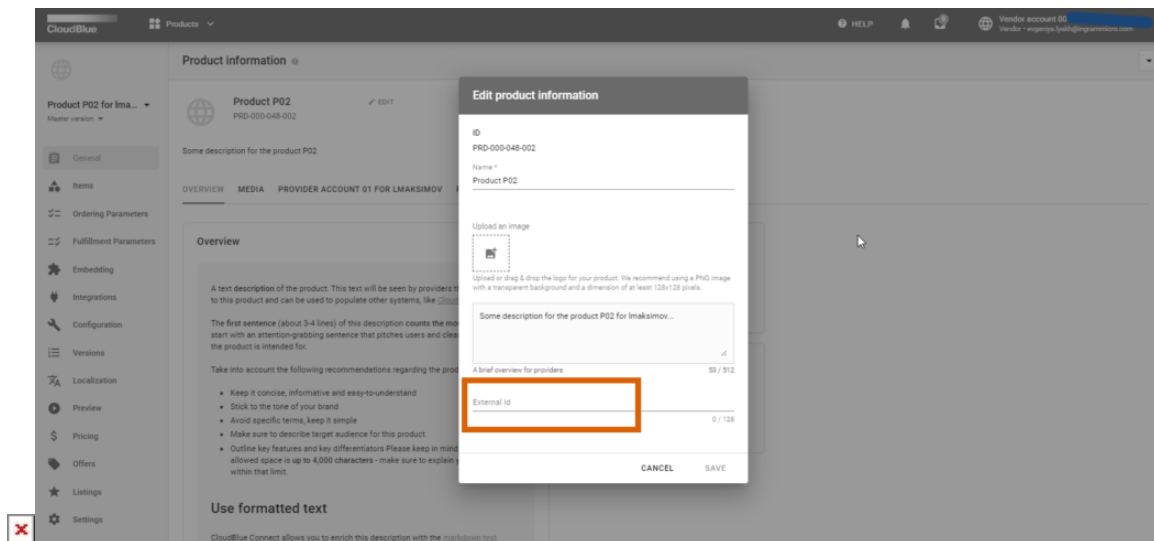 CloudBlue
Products
HELP
Vendor account 00
Vendor - evgeniya.lyakh@ingrammicro.com
Product information
Product P02 for Ima...
Master version
General
Items
Ordering Parameters
Fulfillment Parameters
Embedding
Integrations
Configuration
Versions
Localization
Preview
Pricing
Offers
Listings
Settings
Product P02
EDIT
PRD-000-048-002
Some description for the product P02
OVERVIEW MEDIA PROVIDER ACCOUNT 01 FOR LMAKSIMOV
Overview
A text description of the product. This text will be seen by providers
to this product and can be used to populate other systems, like
The first sentence (about 3-4 lines) of this description counts the
start with an attention-grabbing sentence that pitches users and
the product is intended for.
Take into account the following recommendations regarding the
Keep it concise, informative and easy-to-understand
Stick to the tone of your brand
Avoid specific terms, keep it simple
Make sure to describe target audience for this product
Outline key features and key differentiators Please keep in mind
allowed space is up to 4,000 characters - make sure to explain
within that limit.
Use formatted text
CloudBlue Connect allows you to enrich this description with the markdown text
Edit product information
ID
PRD-000-048-002
Name *
Product P02
Upload an image
Upload or drag & drop the logo for your product. We recommend using a PNG image
with a transparent background and a dimension of at least 128x128 pixels.
Some description for the product P02 for lmaksimov...
A brief overview for providers
53 / 512
External Id
0 / 128
CANCEL SAVE